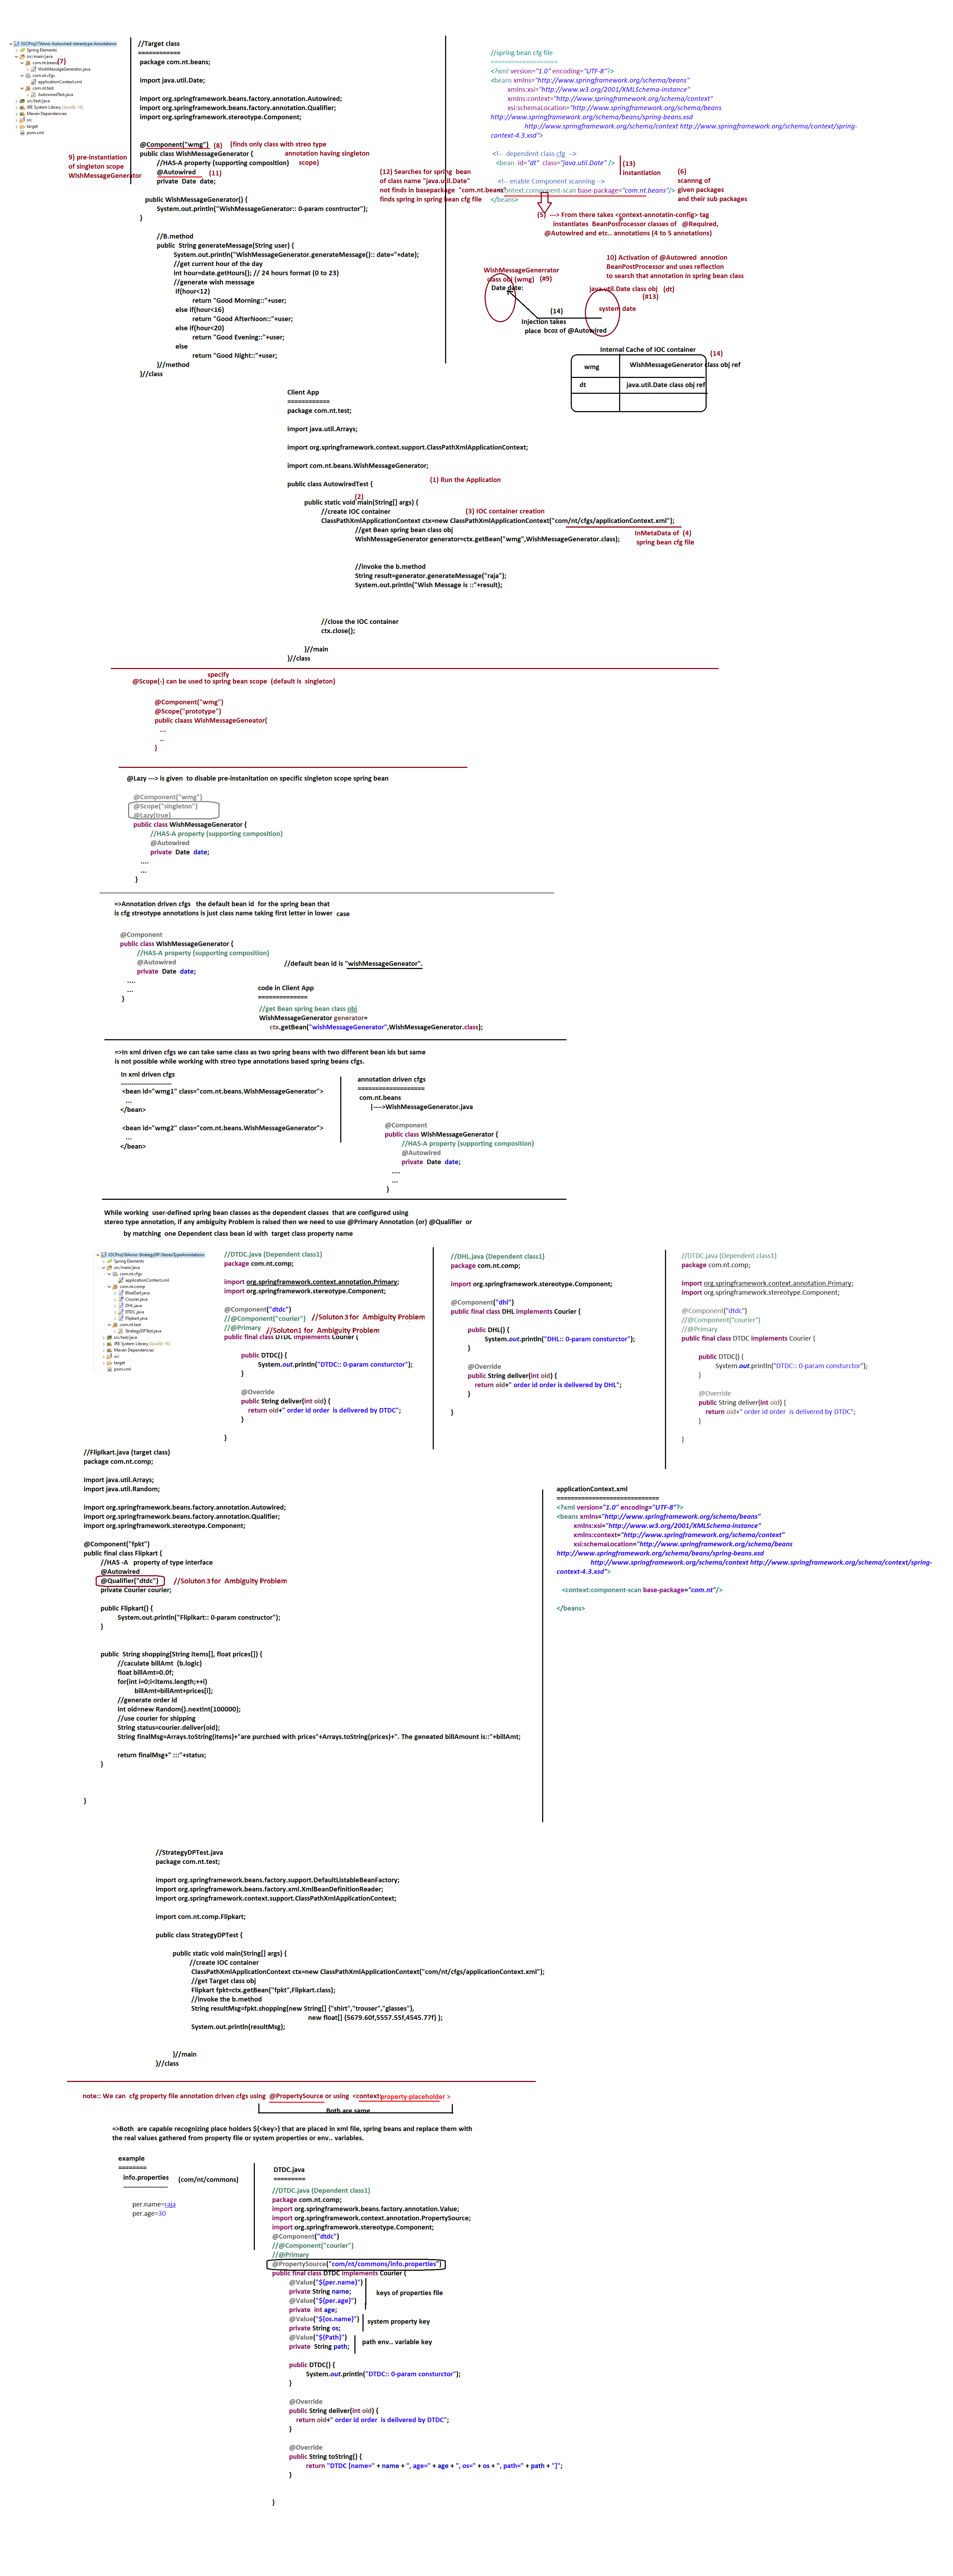 IOCProj17Anno-Autowired-stereotype Annotations
Spring Elements
src/main/java
com.nt.beans (7)
WishMessageGenerator.java
com.nt.cfgs
applicationContext.xml
com.nt.test
AutowiredTest.java
src/test/java
JRE System Library [JavaSE-16]
Maven Dependencies
src
target
pom.xml
//Target class
============
package com.nt.beans;
import java.util.Date;
import org.springframework.beans.factory.annotation.Autowired;
import org.springframework.beans.factory.annotation.Qualifier;
import org.springframework.stereotype.Component;
@Component("wmg") (8) (finds only class with streo type
public class WishMessageGenerator { annotation having singleton
//HAS-A property (supporting composition) scope)
@Autowired (11)
private Date date;
9) pre-instantiation
of singleton scope
WishMessageGenerator
public WishMessageGenerator() {
System.out.println("WishMessageGenerator:: 0-param cosntructor");
}
//B.method
public String generateMessage(String user) {
System.out.println("WishMessageGenerator.generateMessage():: date="+date);
//get current hour of the day
int hour=date.getHours(); // 24 hours format (0 to 23)
//generate wish messsage
if(hour<12)
return "Good Morning::"+user;
else if(hour<16)
return "Good AfterNoon::"+user;
else if(hour<20)
return "Good Evening::"+user;
else
return "Good Night::"+user;
}//method
}//class
//spring bean cfg file
==================
<?xml version="1.0" encoding="UTF-8"?>
<beans xmlns="http://www.springframework.org/schema/beans"
xmlns:xsi="http://www.w3.org/2001/XMLSchema-instance"
xmlns:context="http://www.springframework.org/schema/context"
xsi:schemaLocation="http://www.springframework.org/schema/beans
http://www.springframework.org/schema/beans/spring-beans.xsd
http://www.springframework.org/schema/context http://www.springframework.org/schema/context/spring-
context-4.3.xsd">
<!-- dependent class cfg -->
<bean id="dt" class="java.util.Date" />
(13)
instantiation
<!-- enable Component scanning -->
<context:component-scan base-package="com.nt.beans"/>
</beans>
(6)
scannng of
given packages
and their sub packages
(12) Searches for spring bean
of class name "java.util.Date"
not finds in basepackage "com.nt.beans"
finds spring in spring bean cfg file
(5) ---> From there takes <context-annotatin-config> tag
instantiates BeanPostrocessor classes of @Required,
@Autowired and etc.. annotations (4 to 5 annotations)
10) Activation of @Autowred annotion
BeanPostProcessor and uses reflection
to search that annotation in spring bean class
WishMessageGenerrator
class obj (wmg) (#9)
Date date:
java.util.Date class obj (dt)
(#13)
system date
(14)
Injection takes
place bcoz of @Autowired
Internal Cache of IOC container
(14)
wmg WishMessageGenerator class obj ref
dt java.util.Date class obj ref
Client App
============
package com.nt.test;
import java.util.Arrays;
import org.springframework.context.support.ClassPathXmlApplicationContext;
import com.nt.beans.WishMessageGenerator;
public class AutowiredTest {
(1) Run the Application
(2)
public static void main(String[] args) {
//create IOC container (3) IOC container creation
ClassPathXmlApplicationContext ctx=new ClassPathXmlApplicationContext("com/nt/cfgs/applicationContext.xml");
//get Bean spring bean class obj
WishMessageGenerator generator=ctx.getBean("wmg",WishMessageGenerator.class);
InMetaData of (4)
spring bean cfg file
//invoke the b.method
String result=generator.generateMessage("raja");
System.out.println("Wish Message is ::"+result);
//close the IOC container
ctx.close();
}//main
}//class
specify
@Scope(-) can be used to spring bean scope (default is singleton)
@Component("wmg")
@Scope("prototype")
public claass WishMessageGeneator{
...
..
}
@Lazy ---> is given to disable pre-instanitation on specific singleton scope spring bean
@Component("wmg")
@Scope("singleton")
@Lazy(true)
public class WishMessageGenerator {
//HAS-A property (supporting composition)
@Autowired
private Date date;
....
...
}
=>Annotation driven cfgs the default bean id for the spring bean that
is cfg streotype annotations is just class name taking first letter in lower case
@Component
public class WishMessageGenerator {
//HAS-A property (supporting composition)
@Autowired
private Date date;
....
...
}
//default bean id is "wishMessageGeneator".
code in Client App
==============
//get Bean spring bean class obj
WishMessageGenerator generator=
ctx.getBean("wishMessageGenerator",WishMessageGenerator.class);
=>In xml driven cfgs we can take same class as two spring beans with two different bean ids but same
is not possible while working with streo type annotations based spring beans cfgs.
In xml driven cfgs
-----------------------
<bean id="wmg1" class="com.nt.beans.WishMessageGenerator">
...
</bean>
<bean id="wmg2" class="com.nt.beans.WishMessageGenerator">
...
</bean>
annotation driven cfgs
===================
com.nt.beans
|---->WishMessageGenerator.java
@Component
public class WishMessageGenerator {
//HAS-A property (supporting composition)
@Autowired
private Date date;
....
...
}
While working user-defined spring bean classes as the dependent classes that are configured using
stereo type annotation, if any ambiguity Problem is raised then we need to use @Primary Annotation (or) @Qualifier or
by matching one Dependent class bean id with target class property name
IOCProj18Anno-StrategyDP-StereoTypeAnnotations
Spring Elements
src/main/java
com.nt.cfgs
applicationContext.xml
com.nt.comp
BlueDart.java
Courier.java
DHL.java
DTDC.java
Flipkart.java
com.nt.test
StrategyDPTest.java
src/test/java
JRE System Library [JavaSE-16]
Maven Dependencies
src
target
pom.xml
//DTDC.java (Dependent class1)
package com.nt.comp;
import org.springframework.context.annotation.Primary;
import org.springframework.stereotype.Component;
@Component("dtdc")
//@Component("courier") //Soluton3 for Ambiguity Problem
//@Primary //Soluton1 for Ambiguity Problem
public final class DTDC implements Courier {
public DTDC() {
System.out.println("DTDC:: 0-param consturctor");
}
@Override
public String deliver(int oid) {
return oid+" order id order is delivered by DTDC";
}
}
//DHL.java (Dependent class1)
package com.nt.comp;
import org.springframework.stereotype.Component;
@Component("dhl")
public final class DHL implements Courier {
public DHL() {
System.out.println("DHL:: 0-param consturctor");
}
@Override
public String deliver(int oid) {
return oid+" order id order is delivered by DHL";
}
}
//DTDC.java (Dependent class1)
package com.nt.comp;
import org.springframework.context.annotation.Primary;
import org.springframework.stereotype.Component;
@Component("dtdc")
//@Component("courier")
//@Primary
public final class DTDC implements Courier {
public DTDC() {
System.out.println("DTDC:: 0-param consturctor");
}
@Override
public String deliver(int oid) {
return oid+" order id order is delivered by DTDC";
}
}
//Fliplkart.java (target class)
package com.nt.comp;
import java.util.Arrays;
import java.util.Random;
import org.springframework.beans.factory.annotation.Autowired;
import org.springframework.beans.factory.annotation.Qualifier;
import org.springframework.stereotype.Component;
@Component("fpkt")
public final class Flipkart {
//HAS -A property of type interface
@Autowired
@Qualifier("dtdc") //Soluton3 for Ambiguity Problem
private Courier courier;
public Flipkart() {
System.out.println("Fliplkart:: 0-param constructor");
}
public String shopping(String items[], float prices[]) {
//caculate billAmt (b.logic)
float billAmt=0.0f;
for(int i=0;i<items.length;++i)
billAmt=billAmt+prices[i];
//generate order id
int oid=new Random().nextInt(100000);
//use courier for shipping
String status=courier.deliver(oid);
String finalMsg=Arrays.toString(items)+"are purchsed with prices"+Arrays.toString(prices)+". The geneated billAmount is::"+billAmt;
return finalMsg+" :::"+status;
}
}
applicationContext.xml
============================
<?xml version="1.0" encoding="UTF-8"?>
<beans xmlns="http://www.springframework.org/schema/beans"
xmlns:xsi="http://www.w3.org/2001/XMLSchema-instance"
xmlns:context="http://www.springframework.org/schema/context"
xsi:schemaLocation="http://www.springframework.org/schema/beans
http://www.springframework.org/schema/beans/spring-beans.xsd
http://www.springframework.org/schema/context http://www.springframework.org/schema/context/spring-
context-4.3.xsd">
<context:component-scan base-package="com.nt"/>
</beans>
//StrategyDPTest.java
package com.nt.test;
import org.springframework.beans.factory.support.DefaultListableBeanFactory;
import org.springframework.beans.factory.xml.XmlBeanDefinitionReader;
import org.springframework.context.support.ClassPathXmlApplicationContext;
import com.nt.comp.Flipkart;
public class StrategyDPTest {
public static void main(String[] args) {
//create IOC container
ClassPathXmlApplicationContext ctx=new ClassPathXmlApplicationContext("com/nt/cfgs/applicationContext.xml");
//get Target class obj
Flipkart fpkt=ctx.getBean("fpkt",Flipkart.class);
//invoke the b.method
String resultMsg=fpkt.shopping(new String[] {"shirt","trouser","glasses"},
new float[] {5679.60f,5557.55f,4545.77f} );
System.out.println(resultMsg);
}//main
}//class
note:: We can cfg property file annotation driven cfgs using @PropertySource or using <context:property-placeholder >
Both are same
=>Both are capable recognizing place holders ${<key>} that are placed in xml file, spring beans and replace them with
the real values gathered from property file or system properties or env.. variables.
example
========
info.properties (com/nt/commons)
--------------------
per.name=raja
per.age=30
DTDC.java
=========
//DTDC.java (Dependent class1)
package com.nt.comp;
import org.springframework.beans.factory.annotation.Value;
import org.springframework.context.annotation.PropertySource;
import org.springframework.stereotype.Component;
@Component("dtdc")
//@Component("courier")
//@Primary
@PropertySource("com/nt/commons/info.properties")
public final class DTDC implements Courier {
@Value("${per.name}")
private String name; keys of properties file
@Value("${per.age}")
private int age;
@Value("${os.name}") system property key
private String os;
@Value("${Path}") path env.. variable key
private String path;
public DTDC() {
System.out.println("DTDC:: 0-param consturctor");
}
@Override
public String deliver(int oid) {
return oid+" order id order is delivered by DTDC";
}
@Override
public String toString() {
return "DTDC [name=" + name + ", age=" + age + ", os=" + os + ", path=" + path + "]";
}
}